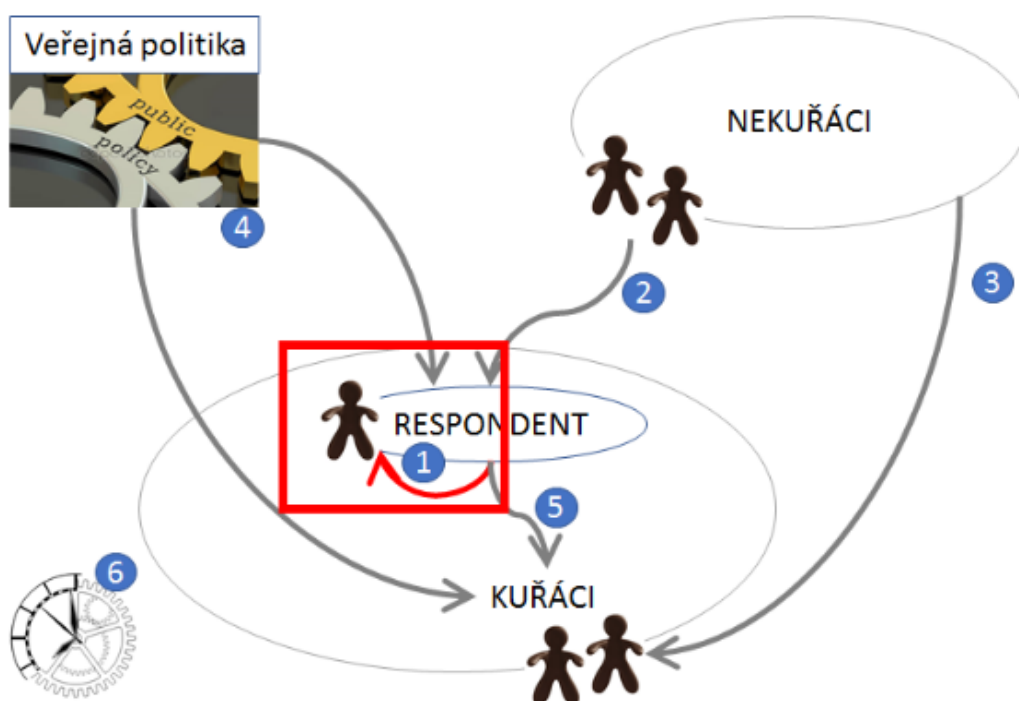 Veřejná politika
public
policy
NEKUŘÁCI
4
2
3
RESPONDENT
1
5
6
KUŘÁCI